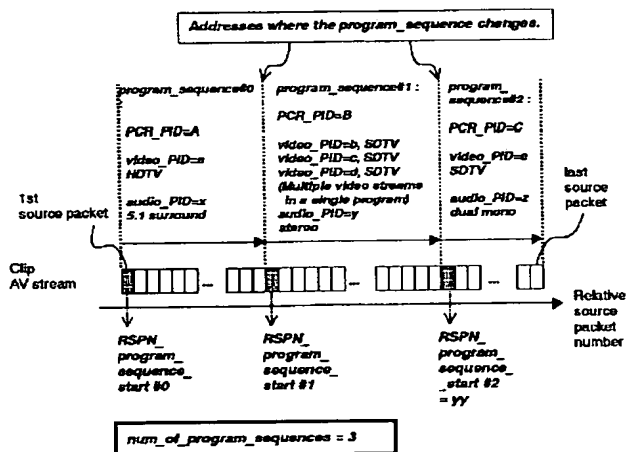 Addresses where the program_sequence changes.
program_sequence#0
PCR_PID=A
video_PID=a
HDTV
audio_PID=x
5.1 surround
program_sequence#1 :
PCR_PID=B
video_PID=b, SDTV
video_PID=c, SDTV
video_PID=d, SDTV
(Multiple video streams
in a single program)
audio_PID=y
stereo
program_
sequence#2 :
PCR_PID=C
video_PID=e
SDTV
audio_PID=z
dual mono
1st
source packet
last
source
packet
Clip
AV stream
...
...
...
Relative
source
packet
number
RSPN_
program_
sequence_
start #0
RSPN_
program_
sequence_
start #1
RSPN_
program_
sequence_
_start #2
= yy
num_of_program_sequences = 3